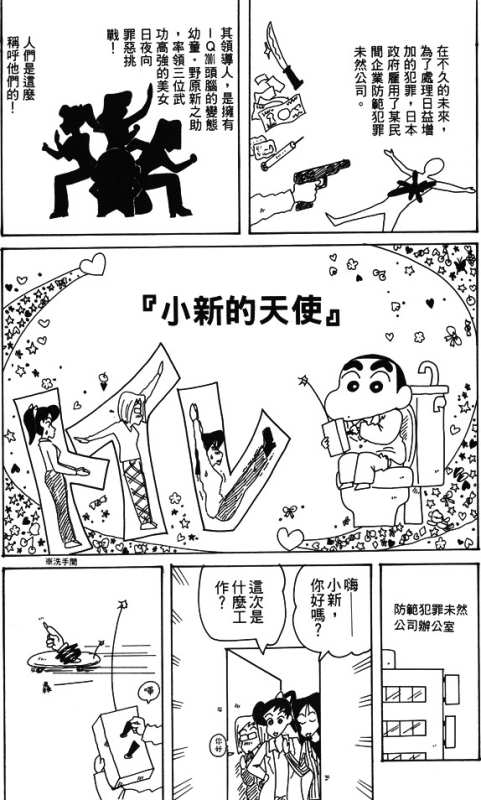 在不久的未來,
為了處理日益增
加的犯罪,日本
政府雇用了某民
間企業防範犯罪
未然公司。
其領導人,是擁有
IQ200頭腦的變態
幼童·野原新之助
,率領三位武
功高強的美女
日夜向
罪惡挑
戰!
人們是這麼
稱呼他們的!
『小新的天使』
※洗手間
防範犯罪未然
公司辦公室
嗨——
小新,
你好嗎?
這次是
什麼工
作?
你好